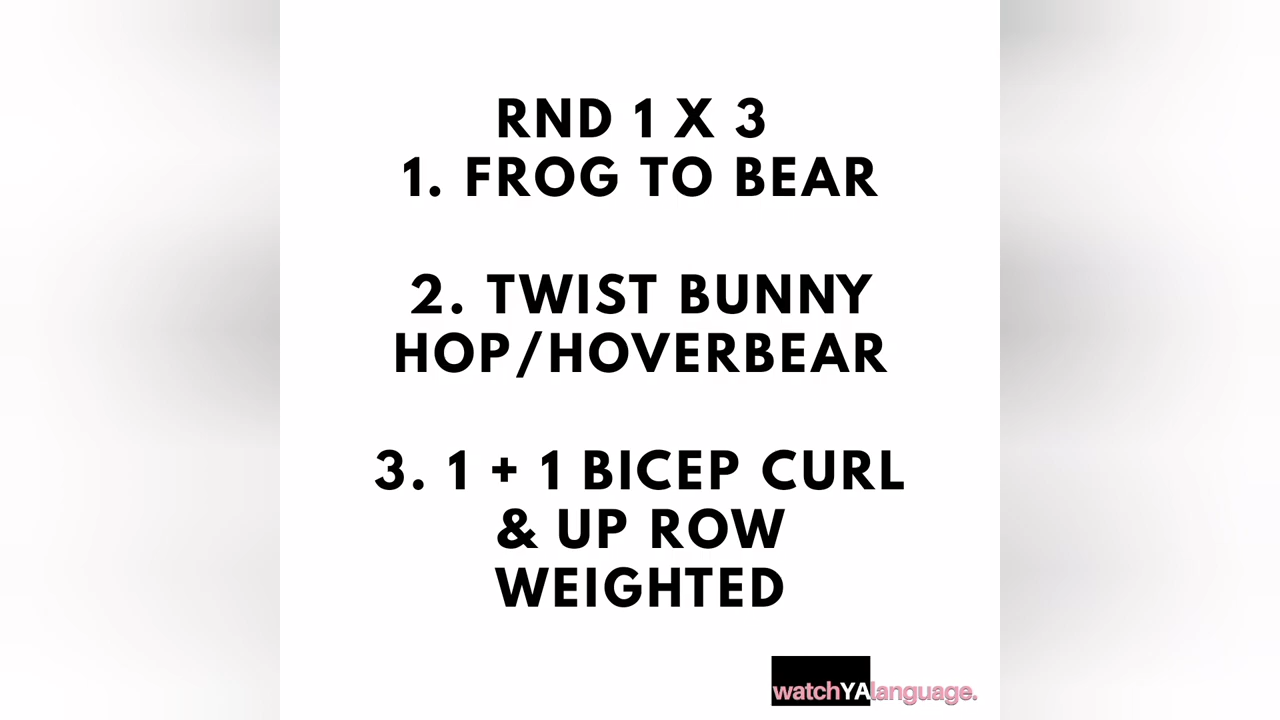 RND 1 X 3
1. FROG TO BEAR
2. TWIST BUNNY
HOP/HOVERBEAR
3. 1 + 1 BICEP CURL
& UP ROW
WEIGHTED
watchYAlanguage.